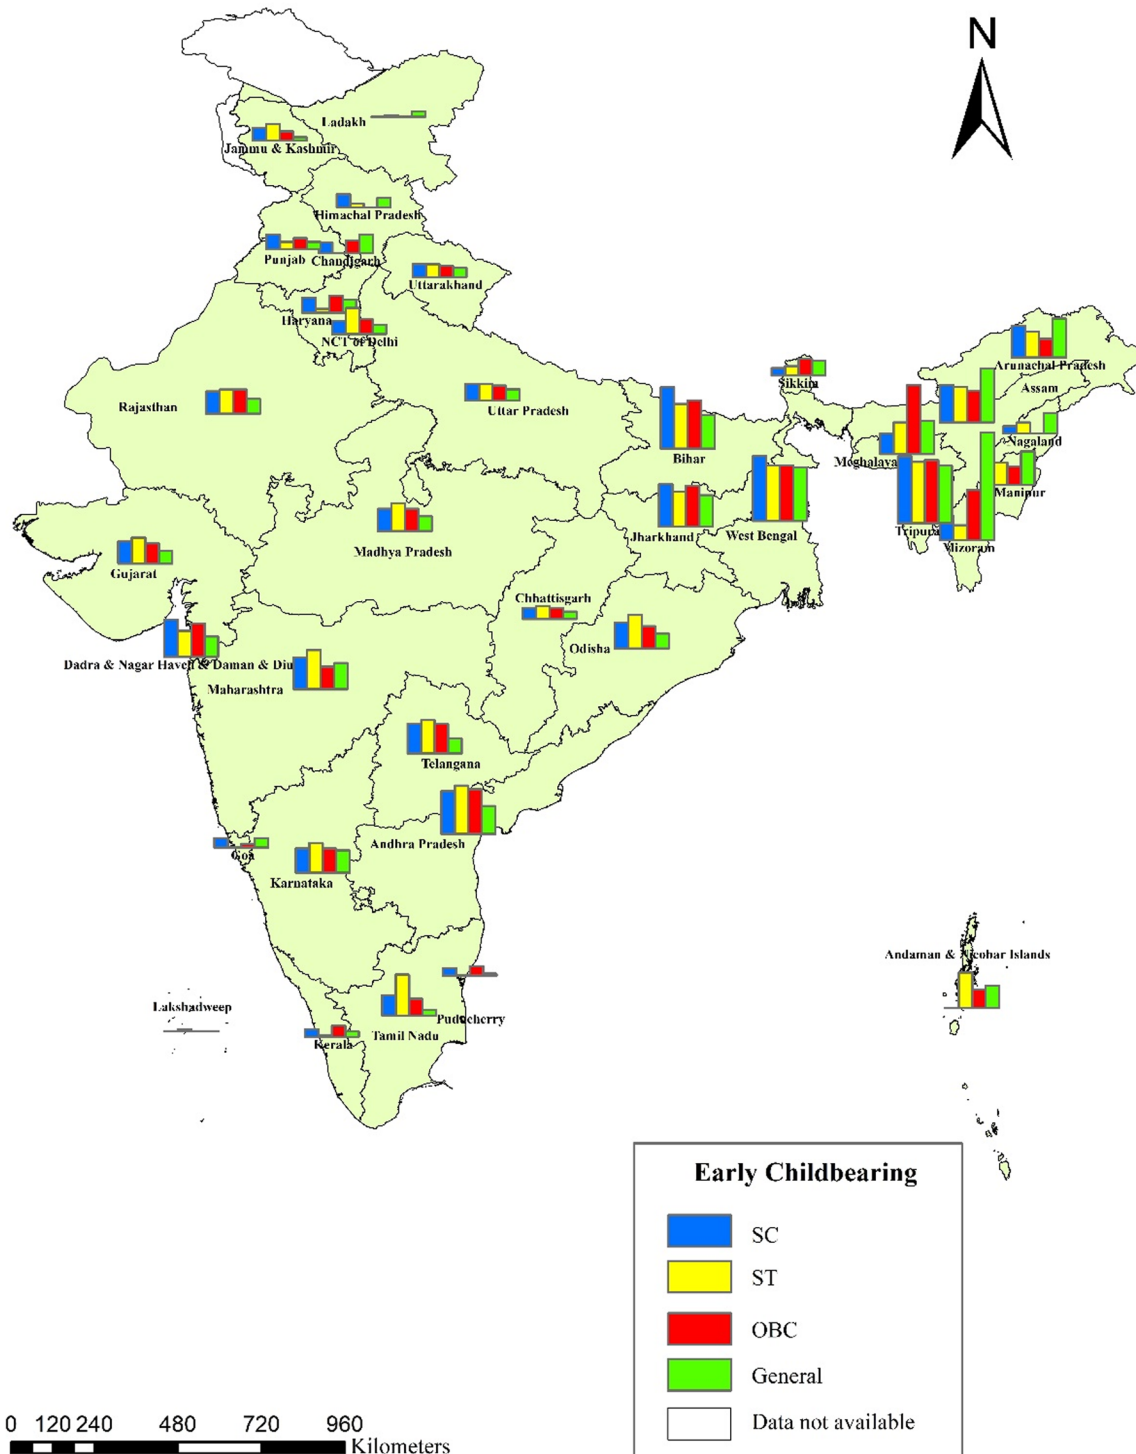 N
Ladakh
Jammu & Kashmir
Himachal Pradesh
Punjab
Chandigarh
Uttarakhand
Haryana
NCT of Delhi
Rajasthan
Uttar Pradesh
Sikkim
Arunachal Pradesh
Assam
Nagaland
Bihar
Meghalaya
Manipur
Jharkhand
West Bengal
Tripura
Mizoram
Madhya Pradesh
Gujarat
Chhattisgarh
Odisha
Dadra & Nagar Haveli & Daman & Diu
Maharashtra
Telangana
Andhra Pradesh
Goa
Karnataka
Andaman & Nicobar Islands
Lakshadweep
Puducherry
Tamil Nadu
Kerala
Early Childbearing
SC
ST
OBC
General
Data not available
0 120 240 480 720 960
Kilometers